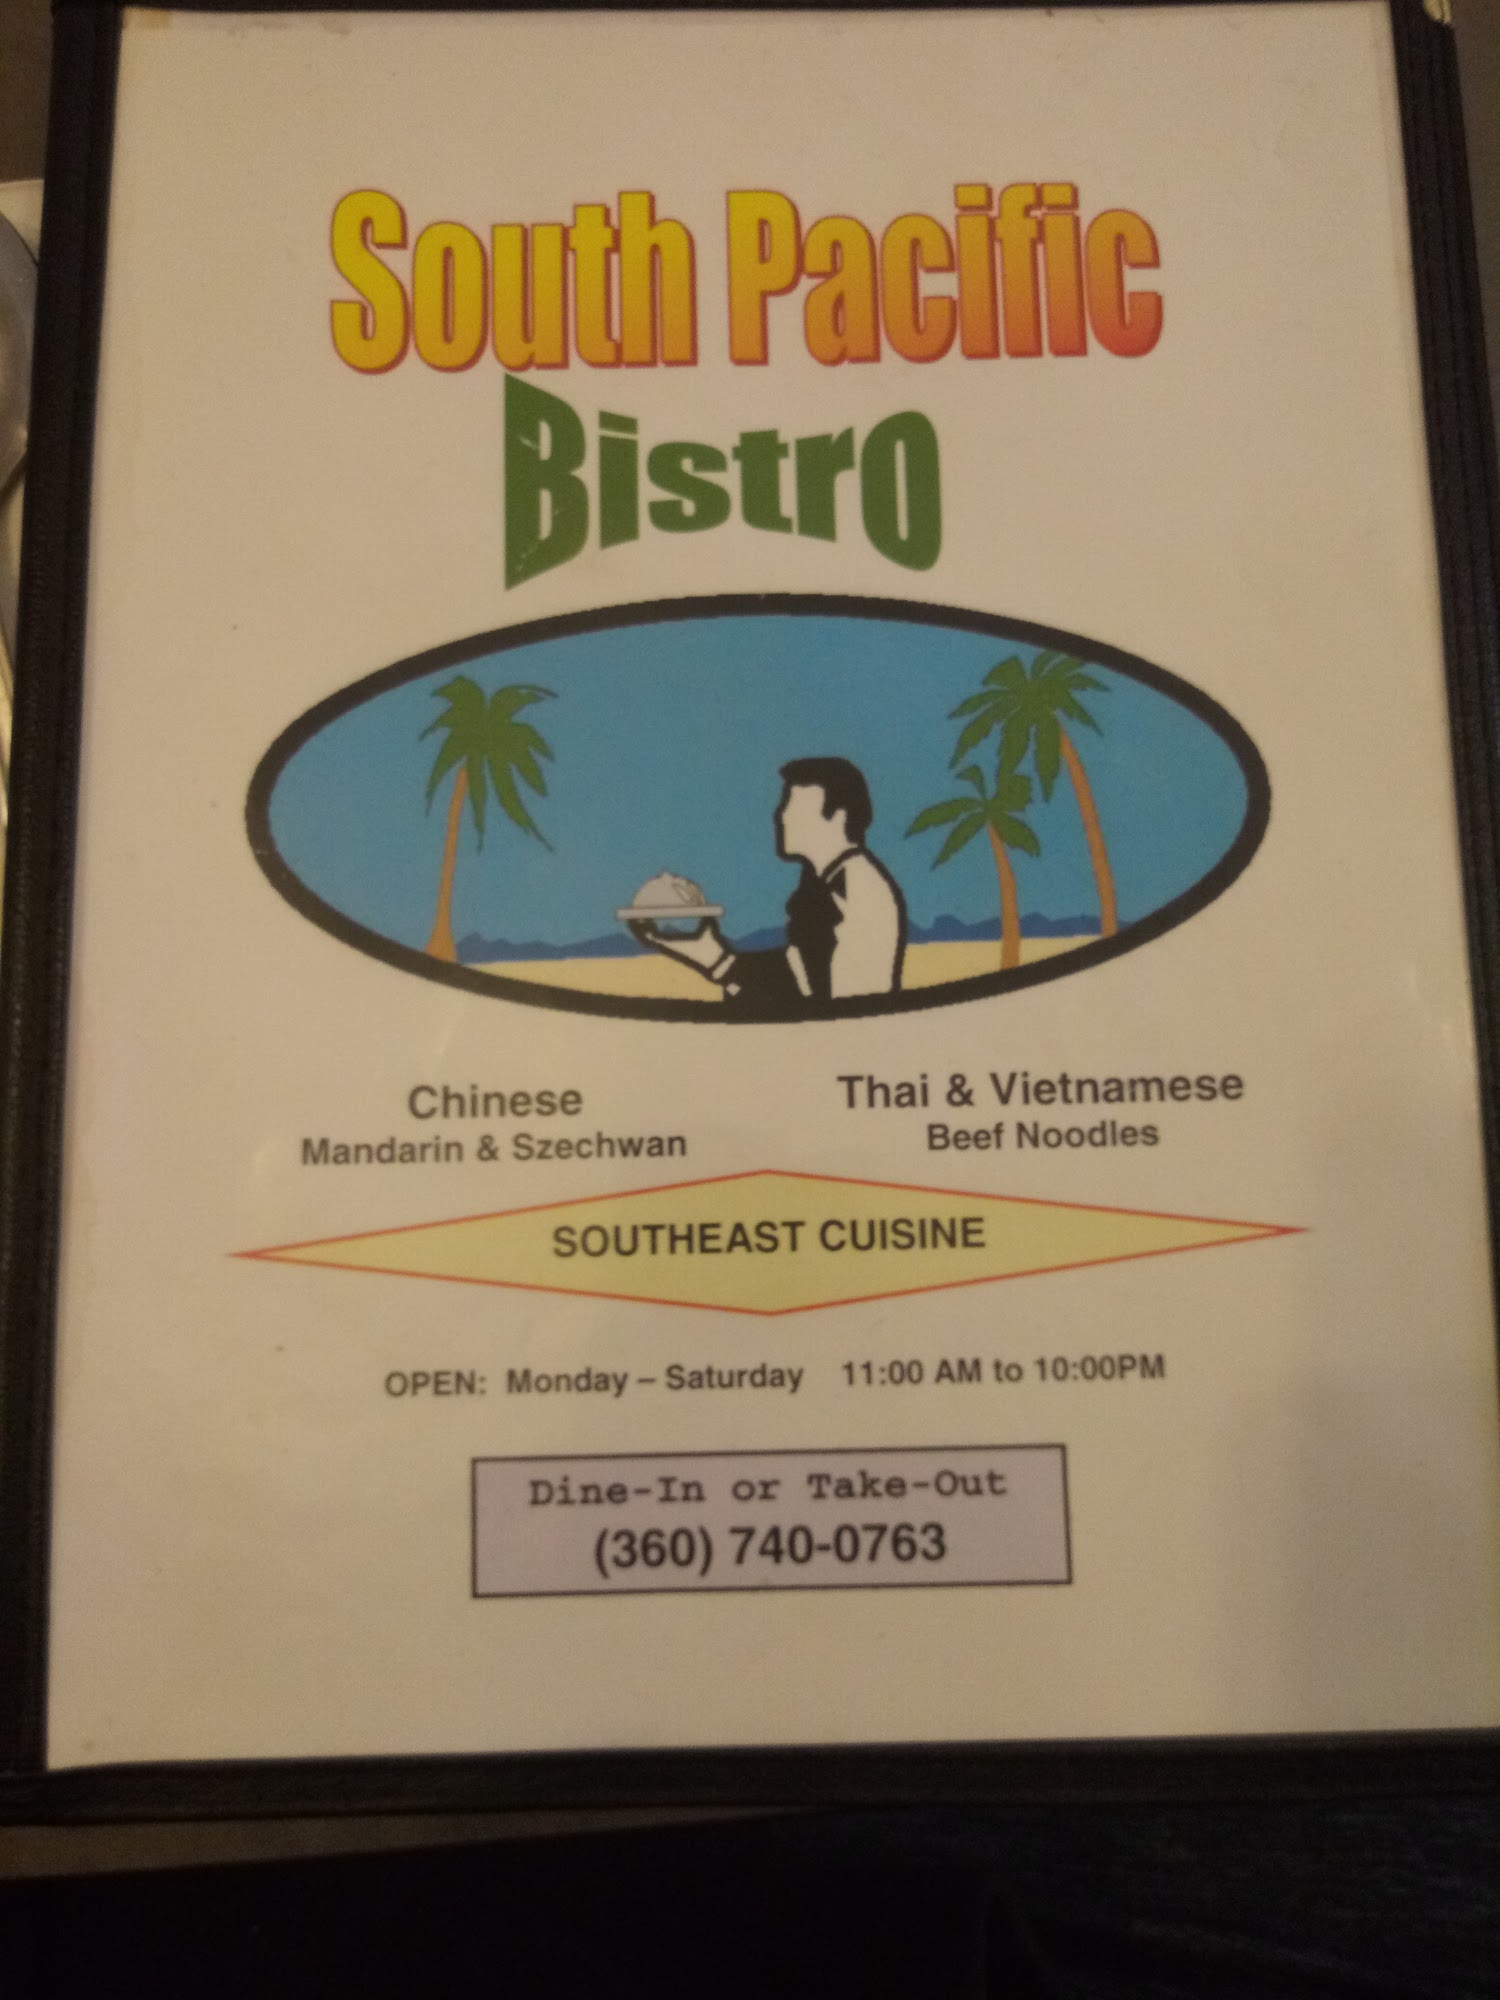 South Pacific
Bistro
Chinese
Mandarin & Szechwan
Thai & Vietnamese
Beef Noodles
SOUTHEAST CUISINE
OPEN: Monday – Saturday 11:00 AM to 10:00PM
Dine-In or Take-Out
(360) 740-0763